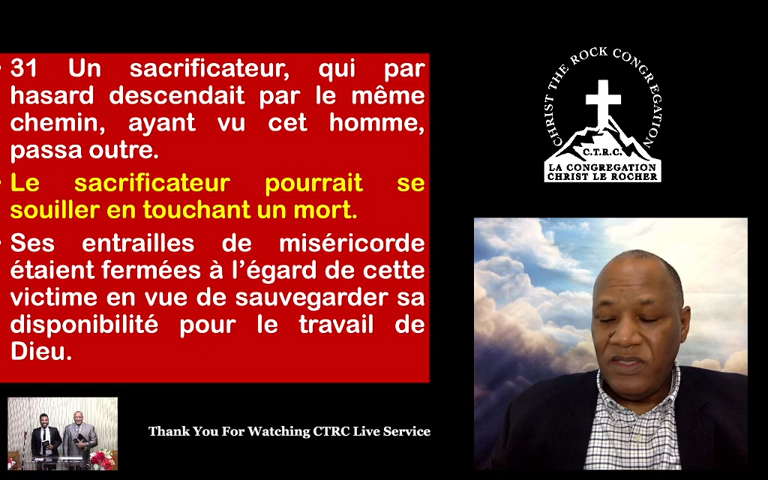 31 Un sacrificateur, qui par
hasard descendait par le même
chemin, ayant vu cet homme,
passa outre.
Le sacrificateur pourrait se
souiller en touchant un mort.
Ses entrailles de miséricorde
étaient fermées à l’égard de cette
victime en vue de sauvegarder sa
disponibilité pour le travail de
Dieu.
CHRIST THE ROCK CONGREGATION
C.T.R.C.
LA CONGREGATION
CHRIST LE ROCHER
Thank You For Watching CTRC Live Service